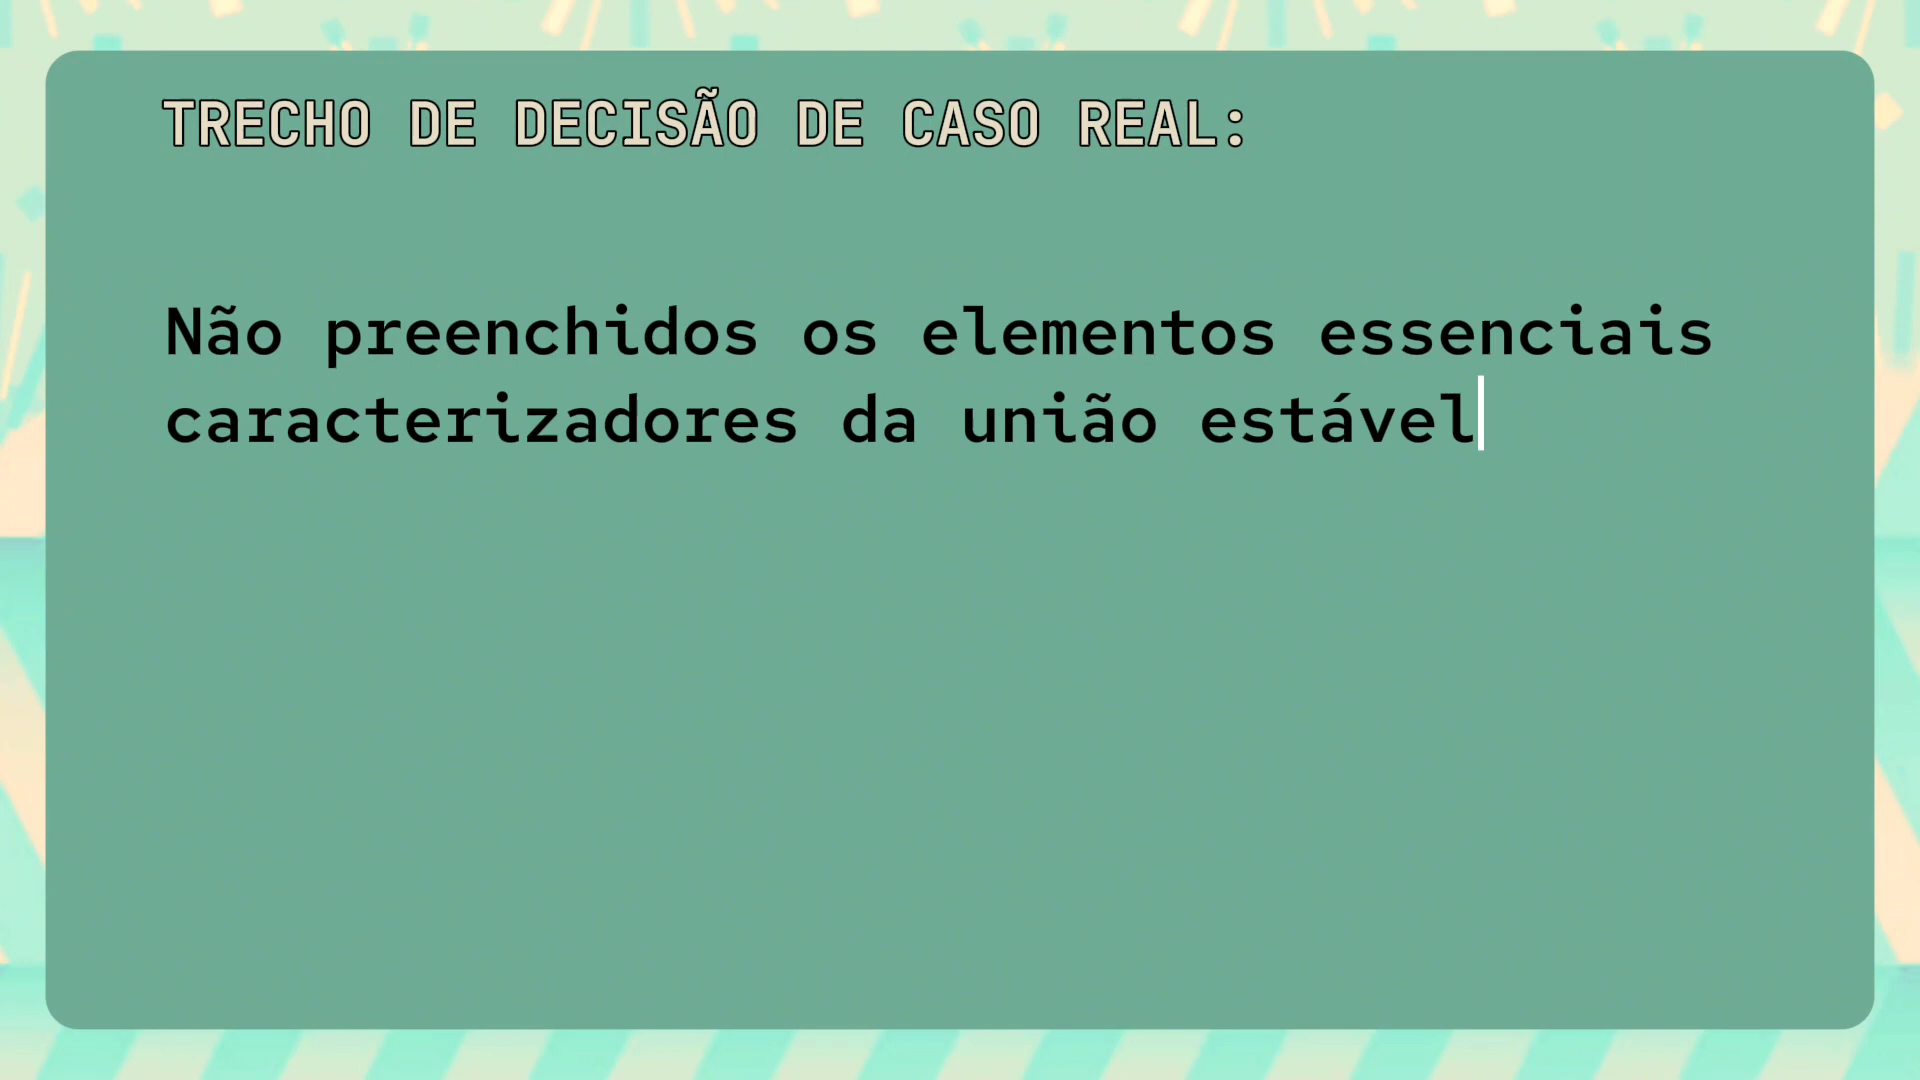 TRECHO DE DECISÃO DE CASO REAL:
Não preenchidos os elementos essenciais
caracterizadores da união estável